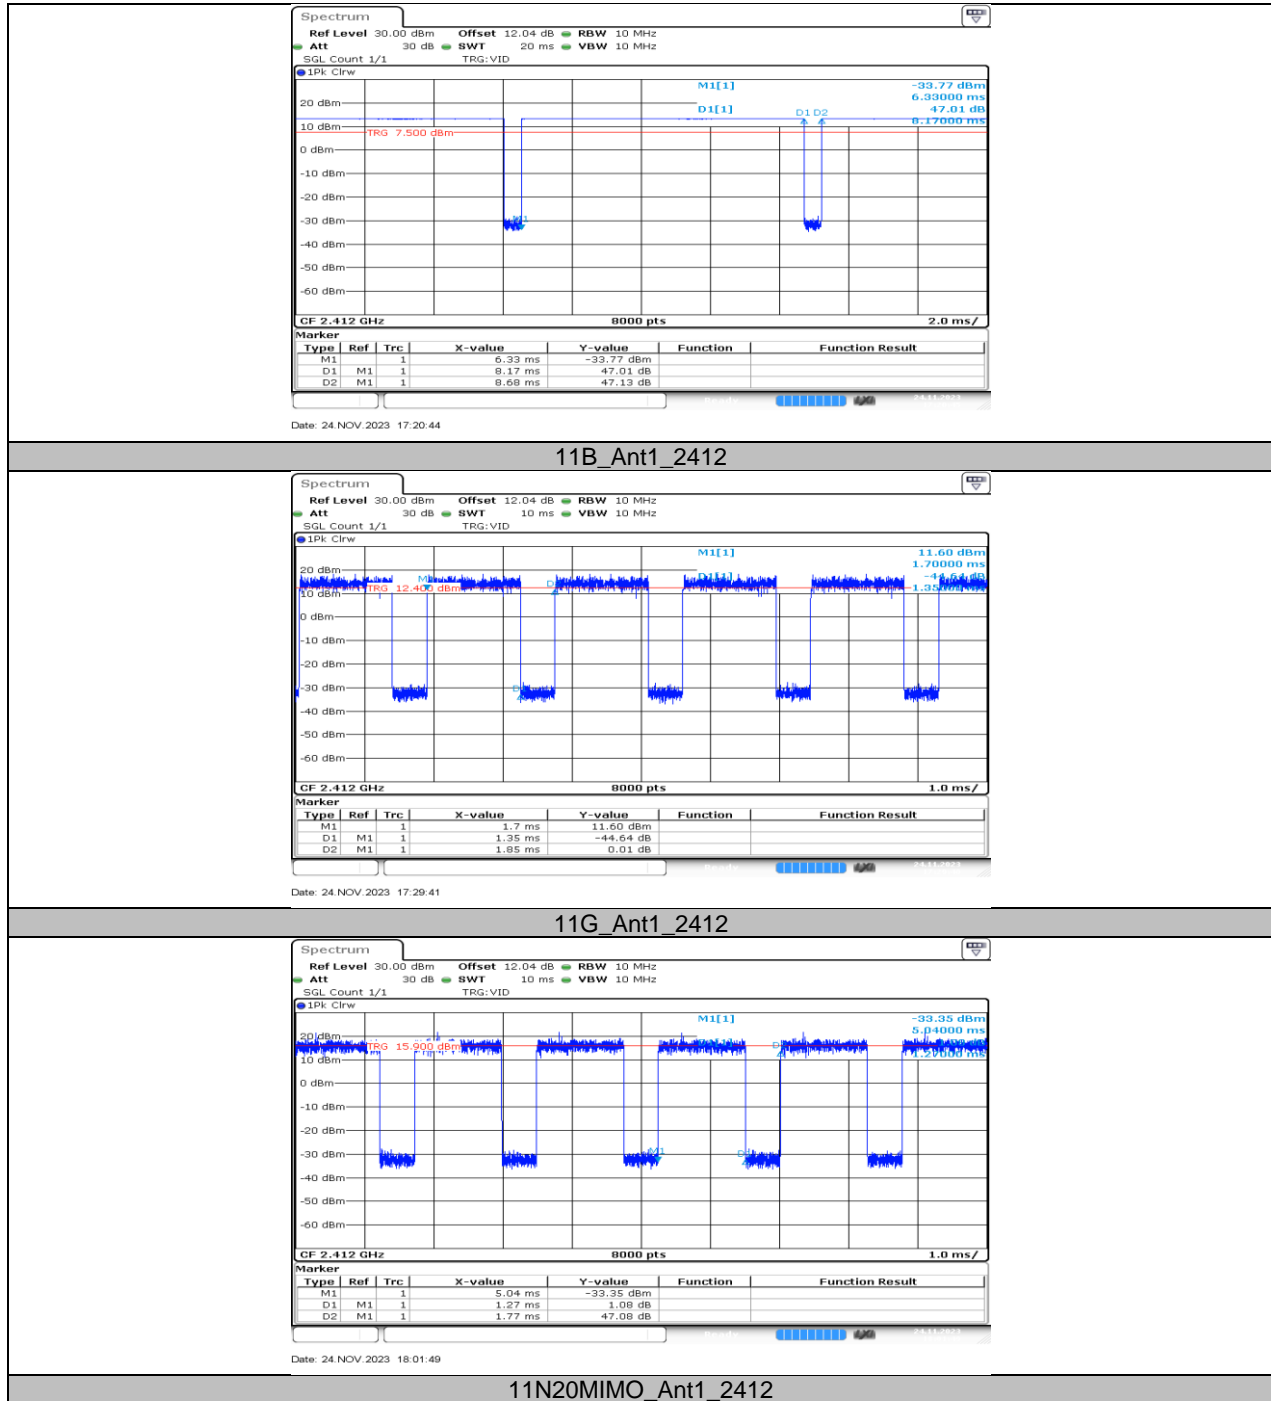 Spectrum
Ref Level 30.00 dBm Offset 12.04 dB RBW 10 MHz
Att 30 dB SWT 20 ms VBW 10 MHz
SGL Count 1/1 TRG:VID
1Pk Clrw
M1[1] -33.77 dBm
6.33000 ms
20 dBm
D1[1] 47.01 dB
8.17000 ms
D1 D2
10 dBm
TRG 7.500 dBm
0 dBm
-10 dBm
-20 dBm
-30 dBm
M1
-40 dBm
-50 dBm
-60 dBm
CF 2.412 GHz 8000 pts 2.0 ms/
Marker
Type Ref Trc X-value Y-value Function Function Result
M1 1 6.33 ms -33.77 dBm
D1 M1 1 8.17 ms 47.01 dB
D2 M1 1 8.68 ms 47.13 dB
Date: 24.NOV.2023 17:20:44
11B_Ant1_2412
Spectrum
Ref Level 30.00 dBm Offset 12.04 dB RBW 10 MHz
Att 30 dB SWT 10 ms VBW 10 MHz
SGL Count 1/1 TRG:VID
1Pk Clrw
M1[1] 11.60 dBm
1.70000 ms
20 dBm
D1[1] -44.64 dB
TRG 12.400 dBm
10 dBm
0 dBm
-10 dBm
-20 dBm
-30 dBm
-40 dBm
-50 dBm
-60 dBm
CF 2.412 GHz 8000 pts 1.0 ms/
Marker
Type Ref Trc X-value Y-value Function Function Result
M1 1 1.7 ms 11.60 dBm
D1 M1 1 1.35 ms -44.64 dB
D2 M1 1 1.85 ms 0.01 dB
Date: 24.NOV.2023 17:29:41
11G_Ant1_2412
Spectrum
Ref Level 30.00 dBm Offset 12.04 dB RBW 10 MHz
Att 30 dB SWT 10 ms VBW 10 MHz
SGL Count 1/1 TRG:VID
1Pk Clrw
M1[1] -33.35 dBm
5.04000 ms
20 dBm
TRG 15.900 dBm
1.27000 ms
10 dBm
0 dBm
-10 dBm
-20 dBm
-30 dBm
M1
-40 dBm
-50 dBm
-60 dBm
CF 2.412 GHz 8000 pts 1.0 ms/
Marker
Type Ref Trc X-value Y-value Function Function Result
M1 1 5.04 ms -33.35 dBm
D1 M1 1 1.27 ms 1.08 dB
D2 M1 1 1.77 ms 47.08 dB
Date: 24.NOV.2023 18:01:49
11N20MIMO_Ant1_2412